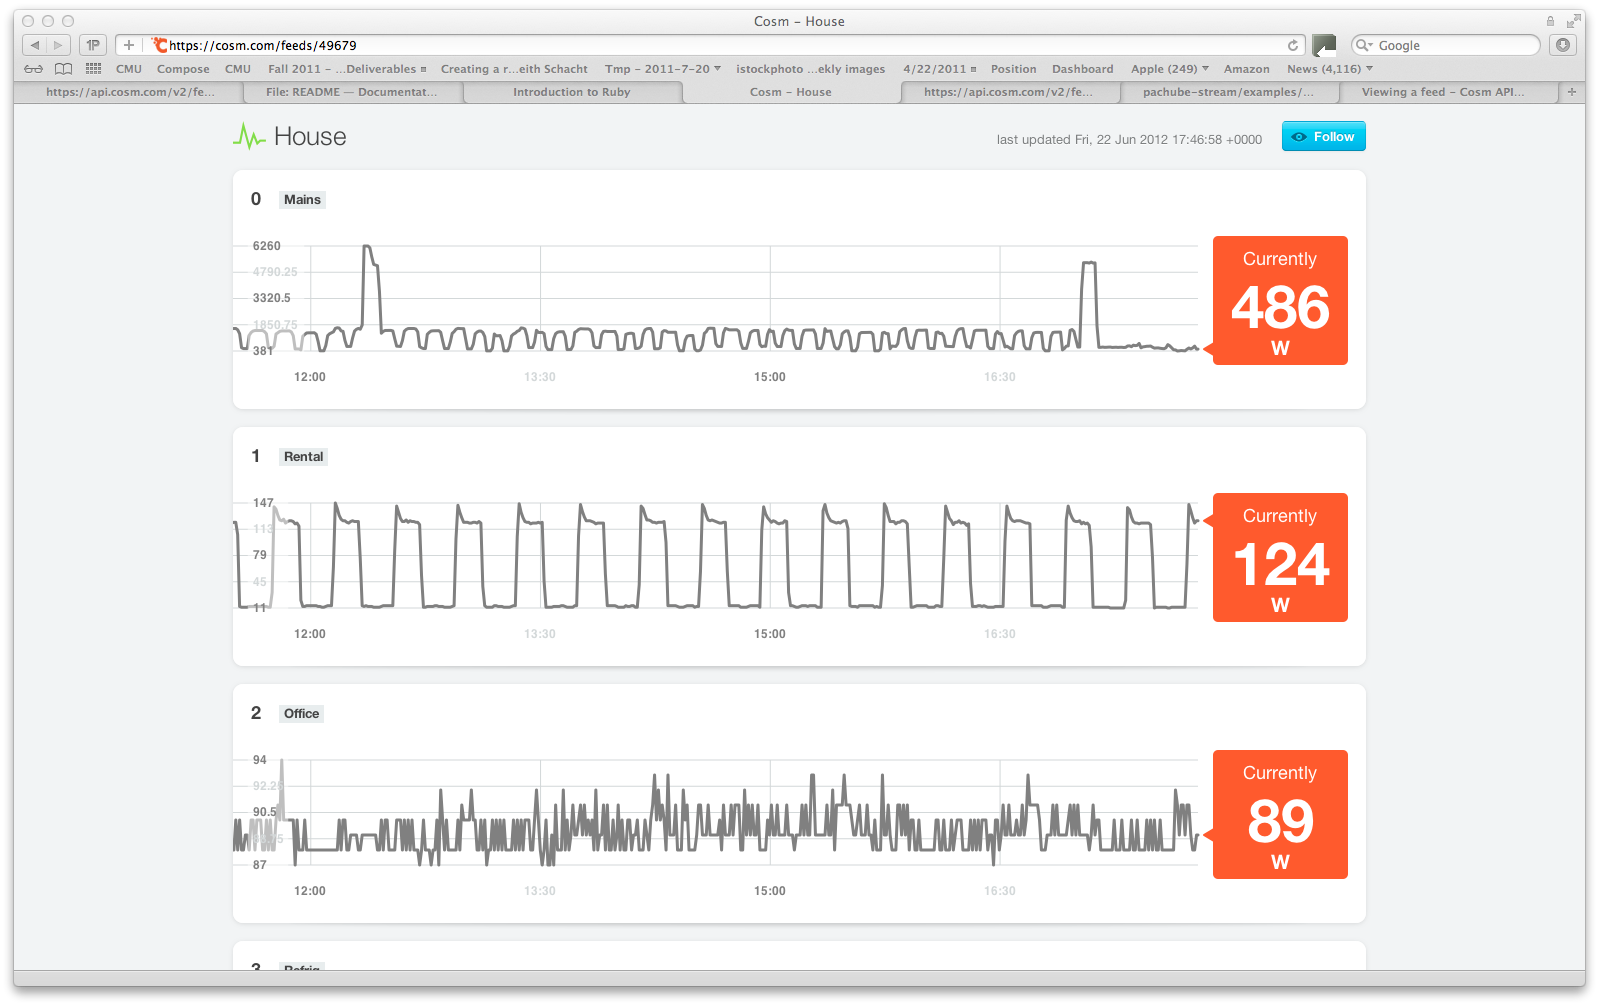 Cosm – House
1P
+
https://cosm.com/feeds/49679
Google
CMU
Compose
CMU
Fall 2011 – ...Deliverables
Creating a r...eith Schacht
Tmp – 2011-7-20
istockphoto ...ekly images
4/22/2011
Position
Dashboard
Apple (249)
Amazon
News (4,116)
https://api.cosm.com/v2/fe...
File: README — Documentat...
Introduction to Ruby
Cosm – House
https://api.cosm.com/v2/fe...
pachube-stream/examples/...
Viewing a feed – Cosm API...
+
House
last updated Fri, 22 Jun 2012 17:46:58 +0000
Follow
0 Mains
6260
4790.25
3320.5
1850.75
381
12:00
13:30
15:00
16:30
Currently
486
W
1 Rental
147
113
79
45
11
12:00
13:30
15:00
16:30
Currently
124
W
2 Office
94
92.25
90.5
87
12:00
13:30
15:00
16:30
Currently
89
W
3 Refrig